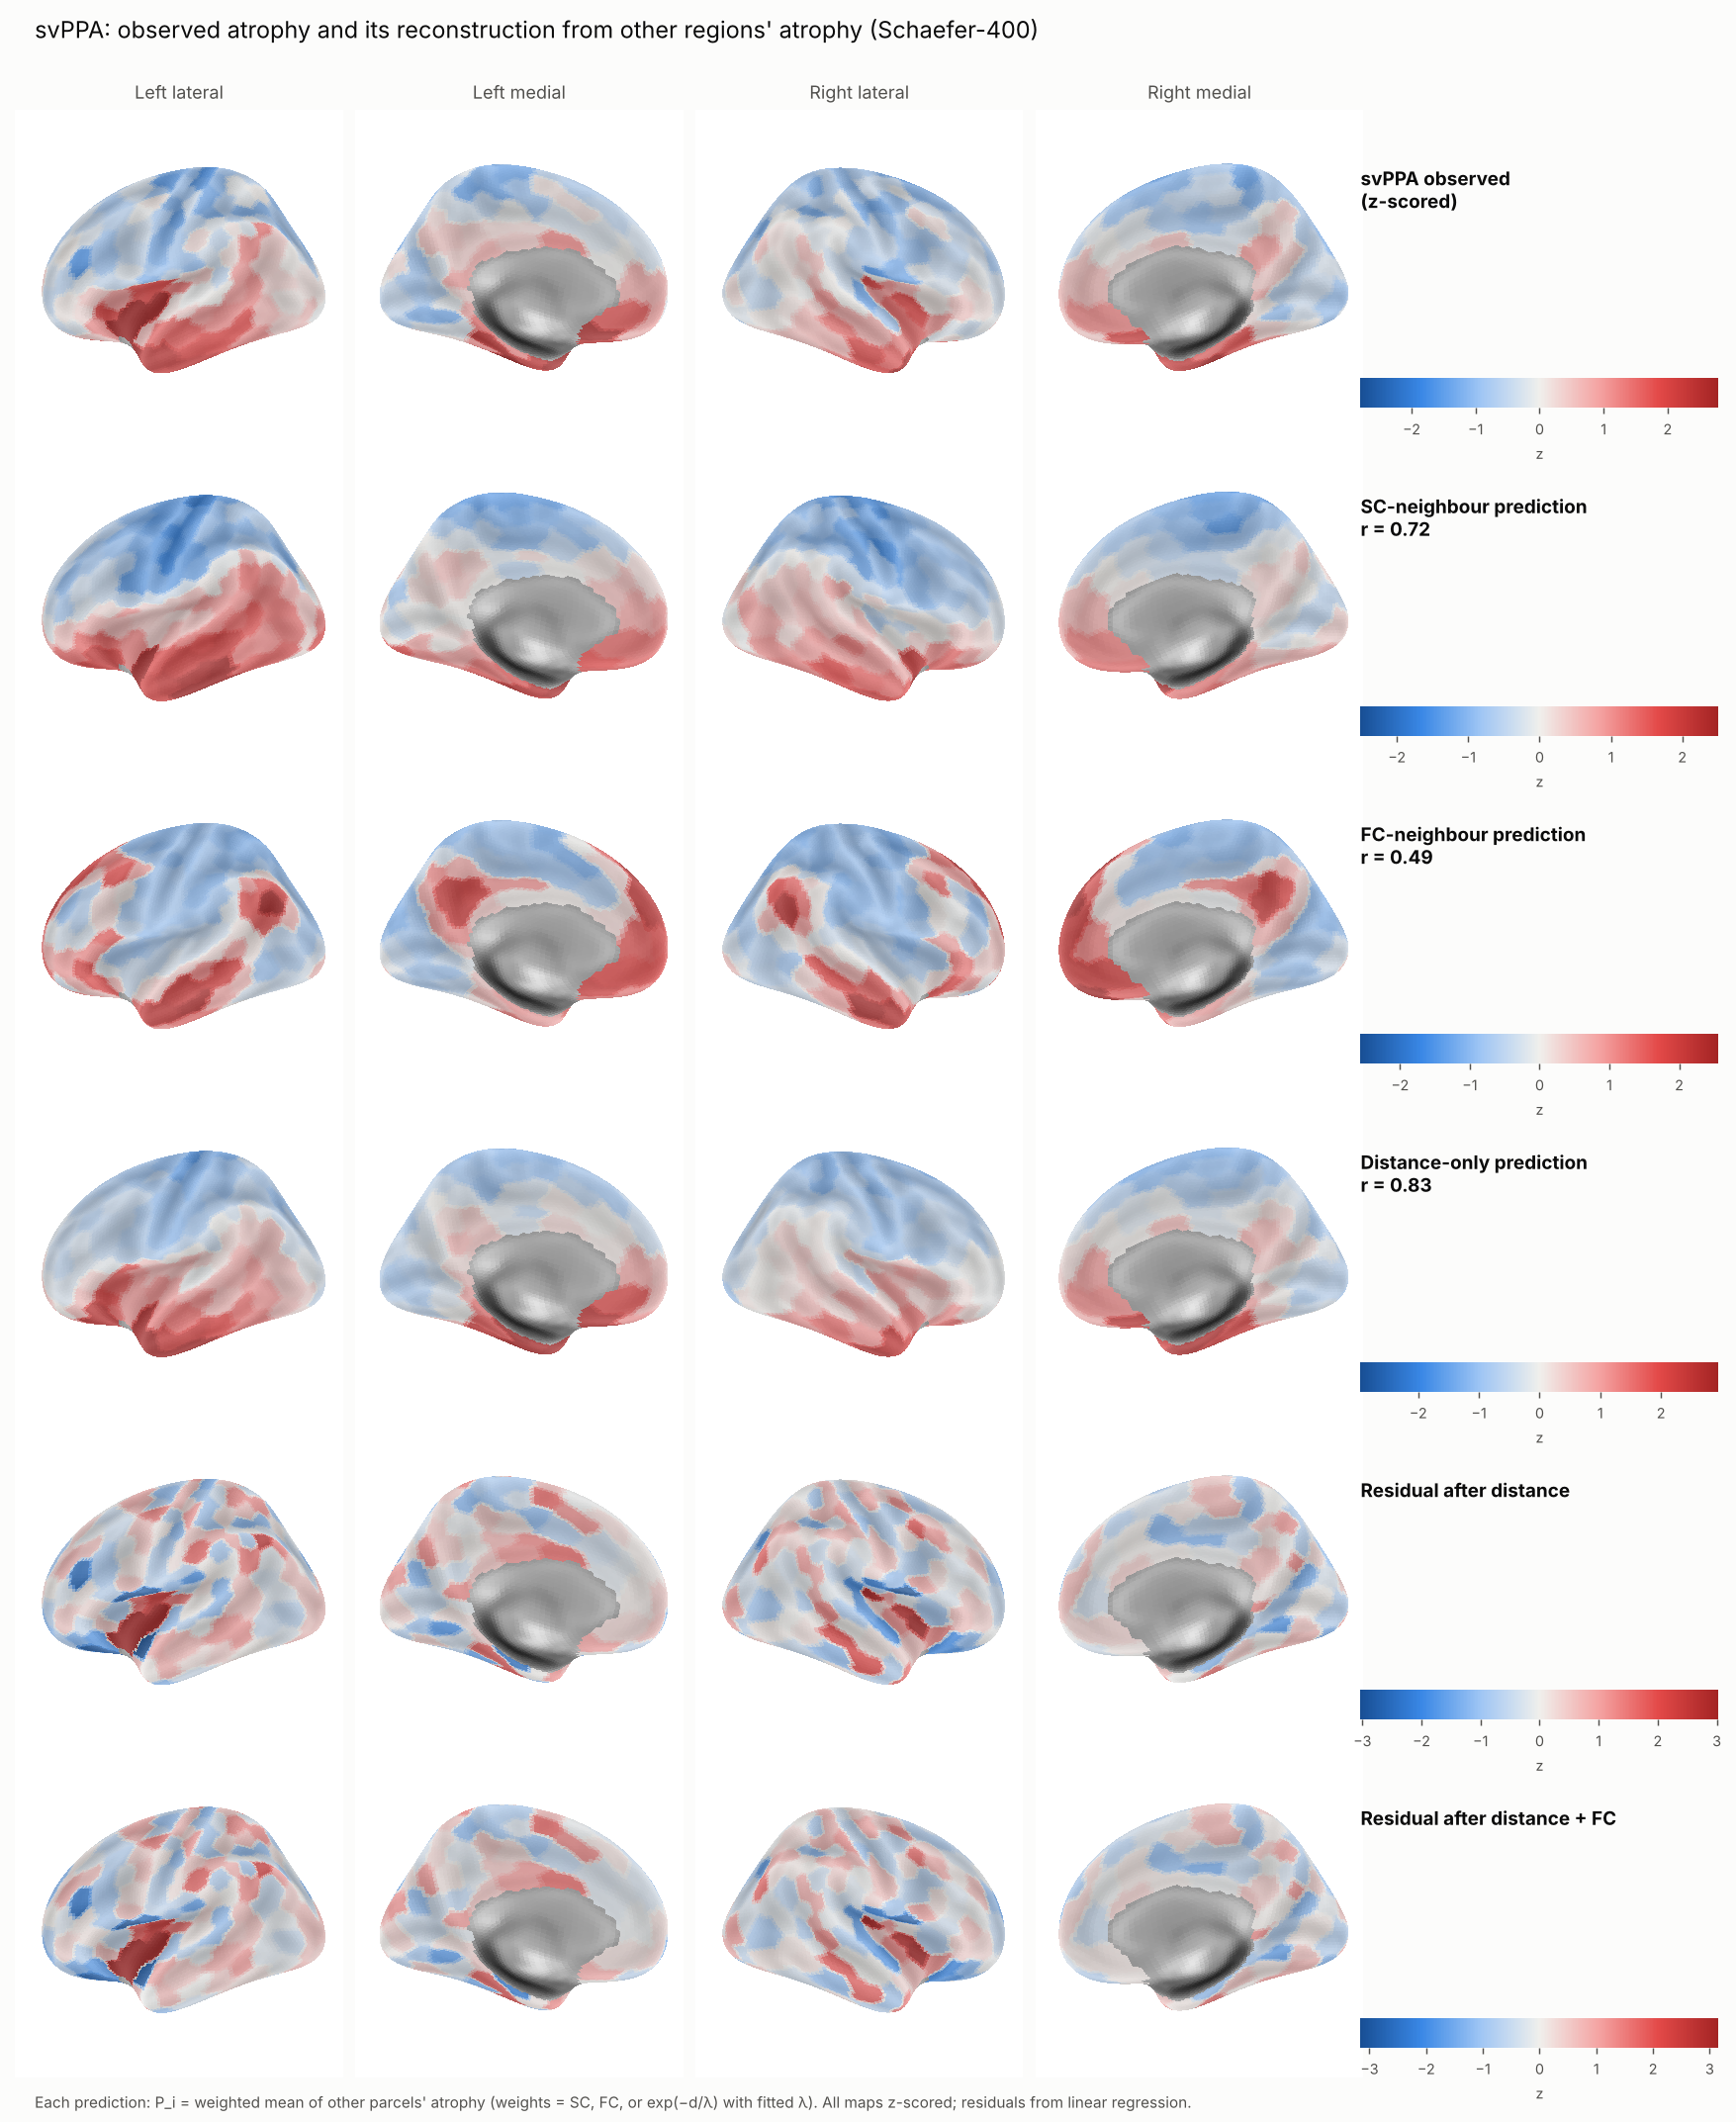 svPPA: observed atrophy and its reconstruction from other regions' atrophy (Schaefer-400)
Left lateral
Left medial
Right lateral
Right medial
svPPA observed
(z-scored)
−2 −1 0 1 2
z
SC-neighbour prediction
r = 0.72
−2 −1 0 1 2
z
FC-neighbour prediction
r = 0.49
−2 −1 0 1 2
z
Distance-only prediction
r = 0.83
−2 −1 0 1 2
z
Residual after distance
−3 −2 −1 0 1 2 3
z
Residual after distance + FC
−3 −2 −1 0 1 2 3
z
Each prediction: P_i = weighted mean of other parcels' atrophy (weights = SC, FC, or exp(−d/λ) with fitted λ). All maps z-scored; residuals from linear regression.